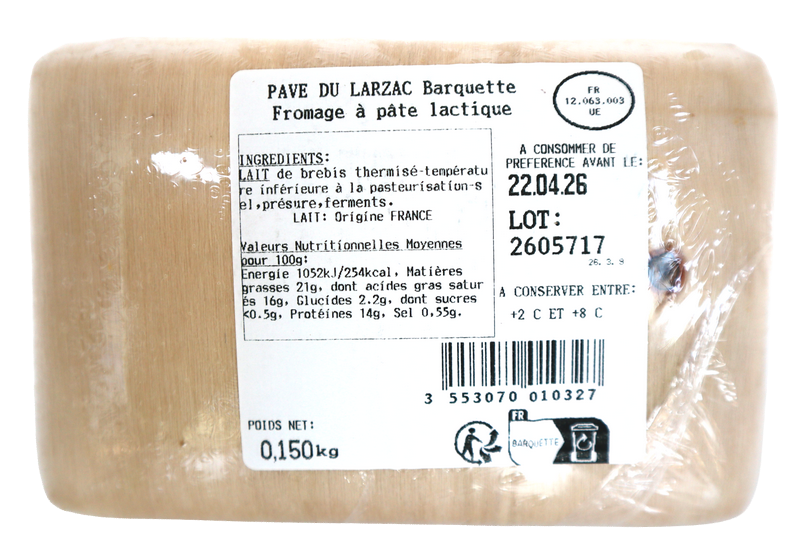 PAVE DU LARZAC Barquette
Fromage à pâte lactique
FR
12.063.003
UE
INGREDIENTS:
LAIT de brebis thermisé-températu
re inférieure à la pasteurisation-s
el,présure,ferments.
LAIT: Origine FRANCE
Valeurs Nutritionnelles Moyennes
pour 100g:
Energie 1052kJ/254kcal, Matières
grasses 21g, dont acides gras satur
és 16g, Glucides 2.2g, dont sucres
<0.5g, Protéines 14g, Sel 0,55g.
A CONSOMMER DE
PREFERENCE AVANT LE:
22.04.26
LOT:
2605717
26. 3. 9
A CONSERVER ENTRE:
+2 C ET +8 C
3 553070 010327
POIDS NET:
0,150kg
FR
BARQUETTE